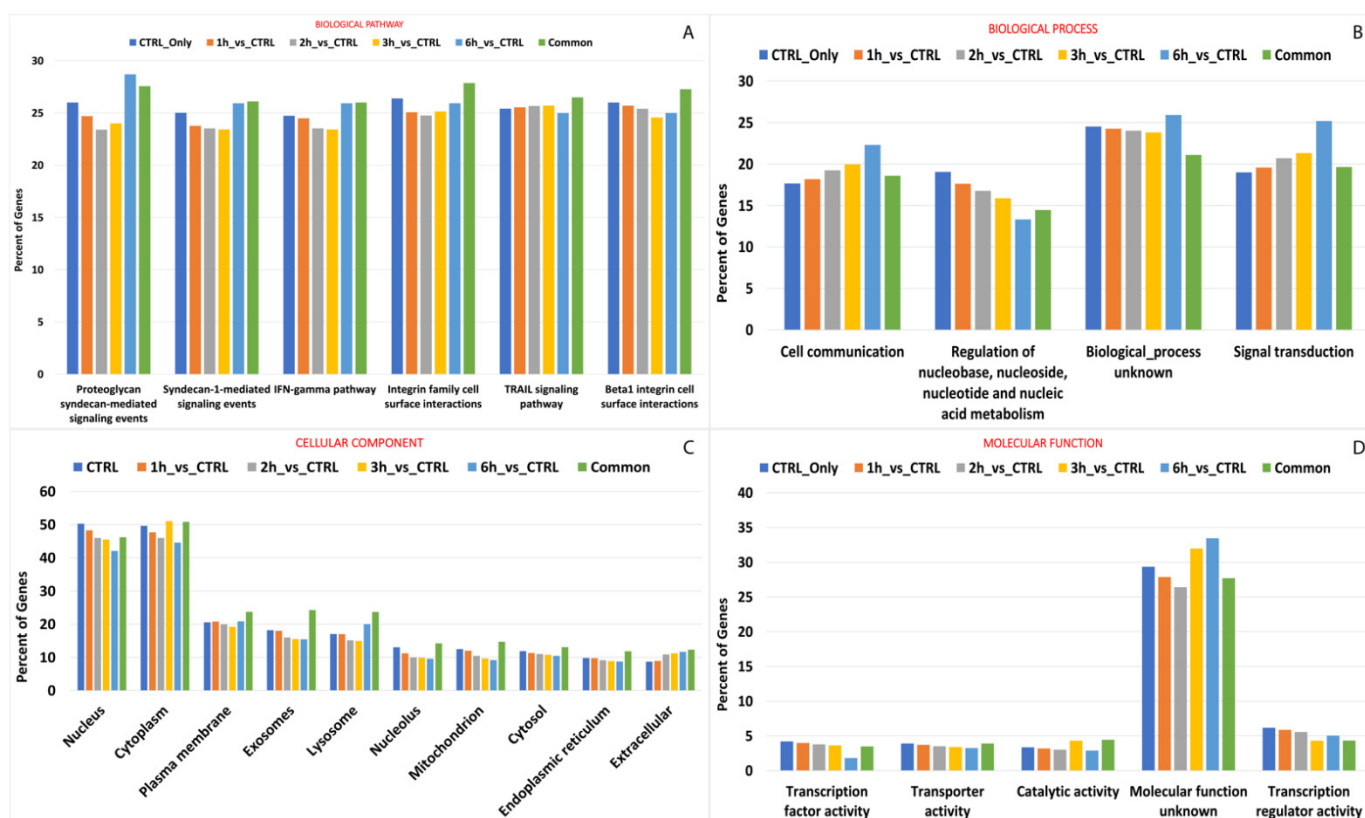 BIOLOGICAL PATHWAY
A
CTRL_Only 1h_vs_CTRL 2h_vs_CTRL 3h_vs_CTRL 6h_vs_CTRL Common
Percent of Genes
30
25
20
15
10
5
0
Proteoglycan
syndecan-mediated
signaling events
Syndecan-1-mediated
signaling events
IFN-gamma pathway
Integrin family cell
surface interactions
TRAIL signaling
pathway
Beta1 integrin cell
surface interactions
BIOLOGICAL PROCESS
B
CTRL_Only 1h_vs_CTRL 2h_vs_CTRL 3h_vs_CTRL 6h_vs_CTRL Common
Percent of Genes
30
25
20
15
10
5
0
Cell communication
Regulation of
nucleobase, nucleoside,
nucleotide and nucleic
acid metabolism
Biological_process
unknown
Signal transduction
CELLULAR COMPONENT
C
CTRL 1h_vs_CTRL 2h_vs_CTRL 3h_vs_CTRL 6h_vs_CTRL Common
Percent of Genes
60
50
40
30
20
10
0
Nucleus
Cytoplasm
Plasma membrane
Exosomes
Lysosome
Nucleolus
Mitochondrion
Cytosol
Endoplasmic reticulum
Extracellular
MOLECULAR FUNCTION
D
CTRL_Only 1h_vs_CTRL 2h_vs_CTRL 3h_vs_CTRL 6h_vs_CTRL Common
Percent of Genes
40
35
30
25
20
15
10
5
0
Transcription
factor activity
Transporter
activity
Catalytic activity
Molecular function
unknown
Transcription
regulator activity